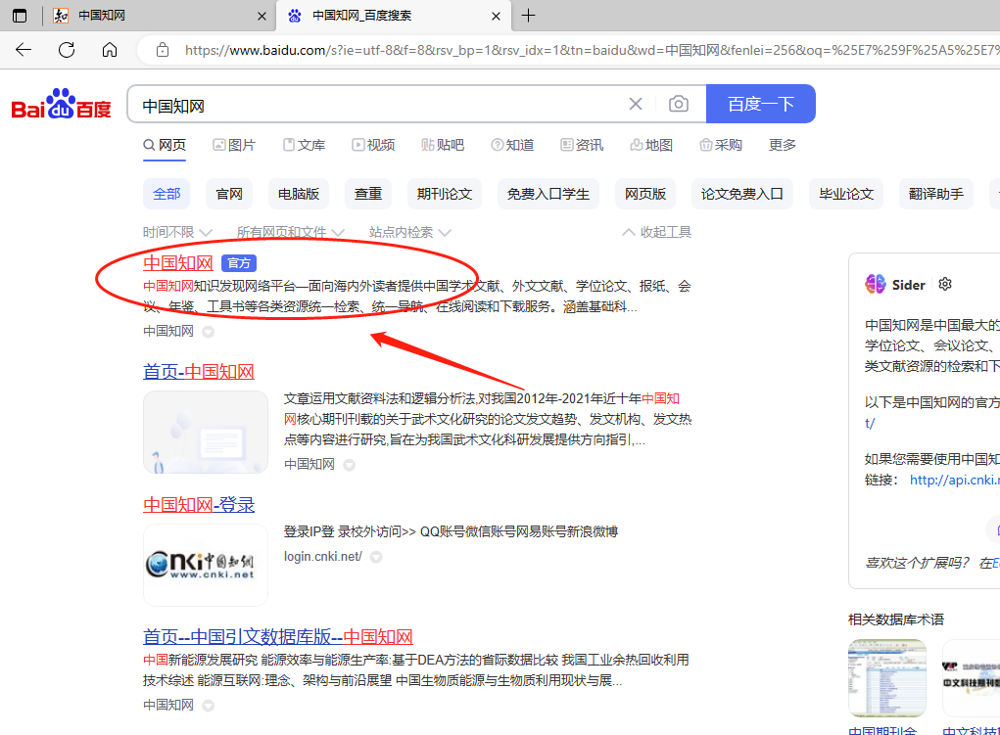 中国知网
中国知网_百度搜索
https://www.baidu.com/s?ie=utf-8&f=8&rsv_bp=1&rsv_idx=1&tn=baidu&wd=中国知网&fenlei=256&oq=%25E7%259F%25A5%25E7%
Bai du 百度
中国知网
百度一下
网页 图片 文库 视频 贴吧 知道 资讯 地图 采购 更多
全部 官网 电脑版 查重 期刊论文 免费入口学生 网页版 论文免费入口 毕业论文 翻译助手
时间不限 所有网页和文件 站点内检索 收起工具
中国知网 官方
中国知网知识发现网络平台—面向海内外读者提供中国学术文献、外文文献、学位论文、报纸、会
议、年鉴、工具书等各类资源统一检索、统一导航、在线阅读和下载服务。涵盖基础科...
中国知网
首页-中国知网
文章运用文献资料法和逻辑分析法,对我国2012年-2021年近十年中国知
网核心期刊刊载的关于武术文化研究的论文发文趋势、发文机构、发文热
点等内容进行研究,旨在为我国武术文化科研发展提供方向指引,...
中国知网
中国知网-登录
CNKi中国知网
www.cnki.net
登录IP登 录校外访问>> QQ账号微信账号网易账号新浪微博
login.cnki.net/
首页--中国引文数据库版--中国知网
中国新能源发展研究 能源效率与能源生产率:基于DEA方法的省际数据比较 我国工业余热回收利用
技术综述 能源互联网:理念、架构与前沿展望 中国生物质能源与生物质利用现状与展...
中国知网
Sider
中国知网是中国最大的
学位论文、会议论文、
类文献资源的检索和下
以下是中国知网的官方
t/
如果您需要使用中国知
链接： http://api.cnki.r
喜欢这个扩展吗？ 在E
相关数据库术语
中文科技期刊数
中国期刊全
中文科技期